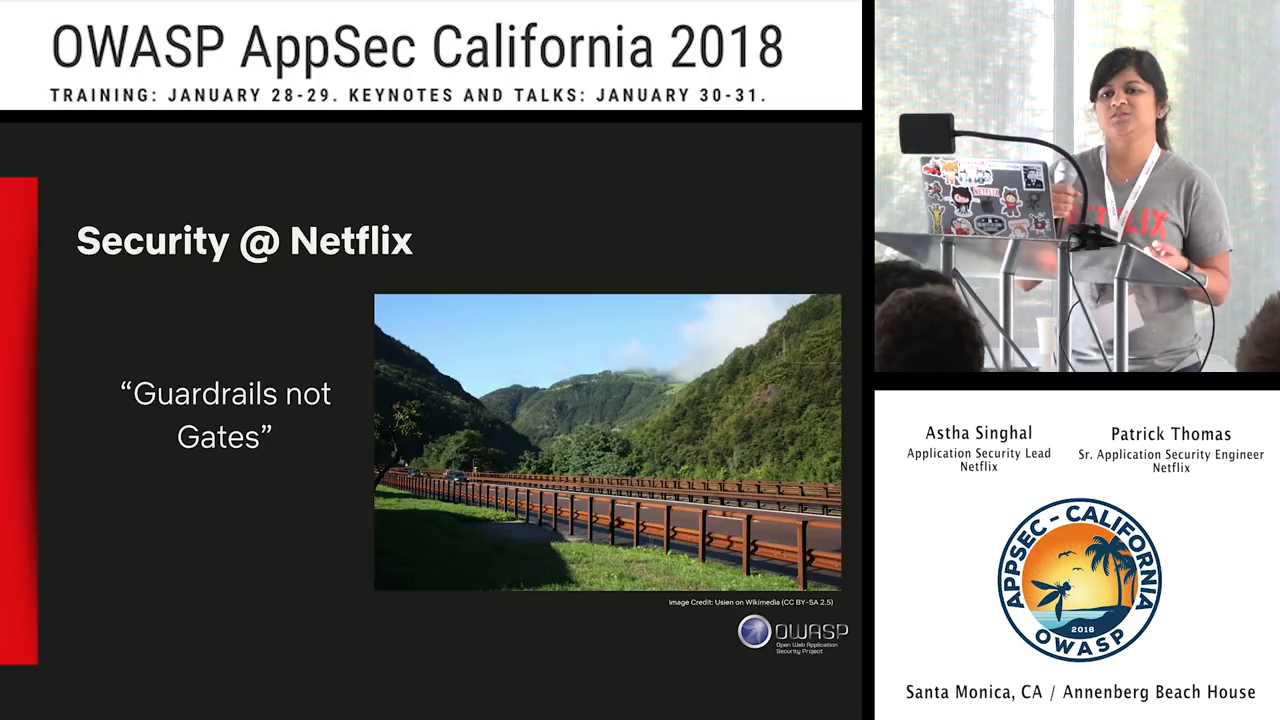 OWASP AppSec California 2018
TRAINING: JANUARY 28-29. KEYNOTES AND TALKS: JANUARY 30-31.
Security @ Netflix
“Guardrails not
Gates”
Image Credit: Usien on Wikimedia (CC BY-SA 2.5)
OWASP
Open Web Application
Security Project
NETFLIX
NETFLIX
Astha Singhal
Application Security Lead
Netflix
Patrick Thomas
Sr. Application Security Engineer
Netflix
APPSEC - CALIFORNIA
2018
OWASP
Santa Monica, CA / Annenberg Beach House